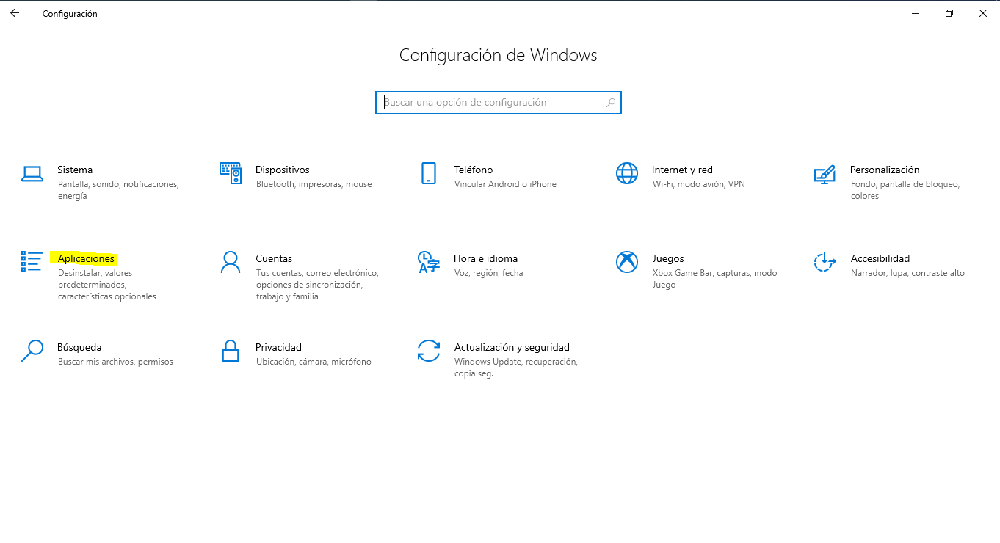 Configuración
Configuración de Windows
Buscar una opción de configuración
Sistema
Pantalla, sonido, notificaciones,
energía
Dispositivos
Bluetooth, impresoras, mouse
Teléfono
Vincular Android o iPhone
Internet y red
Wi-Fi, modo avión, VPN
Personalización
Fondo, pantalla de bloqueo,
colores
Aplicaciones
Desinstalar, valores
predeterminados,
características opcionales
Cuentas
Tus cuentas, correo electrónico,
opciones de sincronización,
trabajo y familia
Hora e idioma
Voz, región, fecha
Juegos
Xbox Game Bar, capturas, modo
Juego
Accesibilidad
Narrador, lupa, contraste alto
Búsqueda
Buscar mis archivos, permisos
Privacidad
Ubicación, cámara, micrófono
Actualización y seguridad
Windows Update, recuperación,
copia seg.